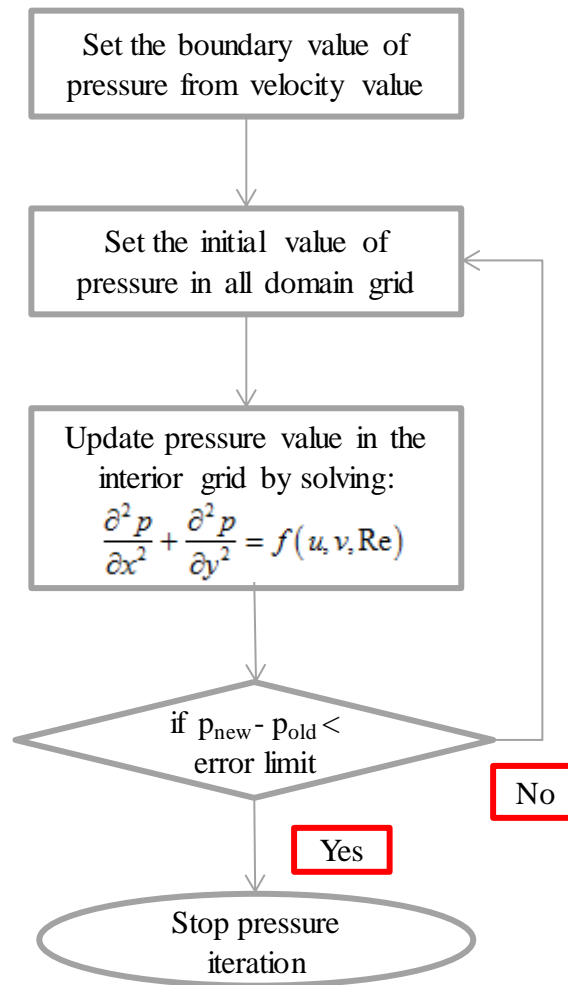 Set the boundary value of
pressure from velocity value
Set the initial value of
pressure in all domain grid
Update pressure value in the
interior grid by solving:
∂²p/∂x² + ∂²p/∂y² = f(u, v, Re)
if p_new - p_old <
error limit
No
Yes
Stop pressure
iteration